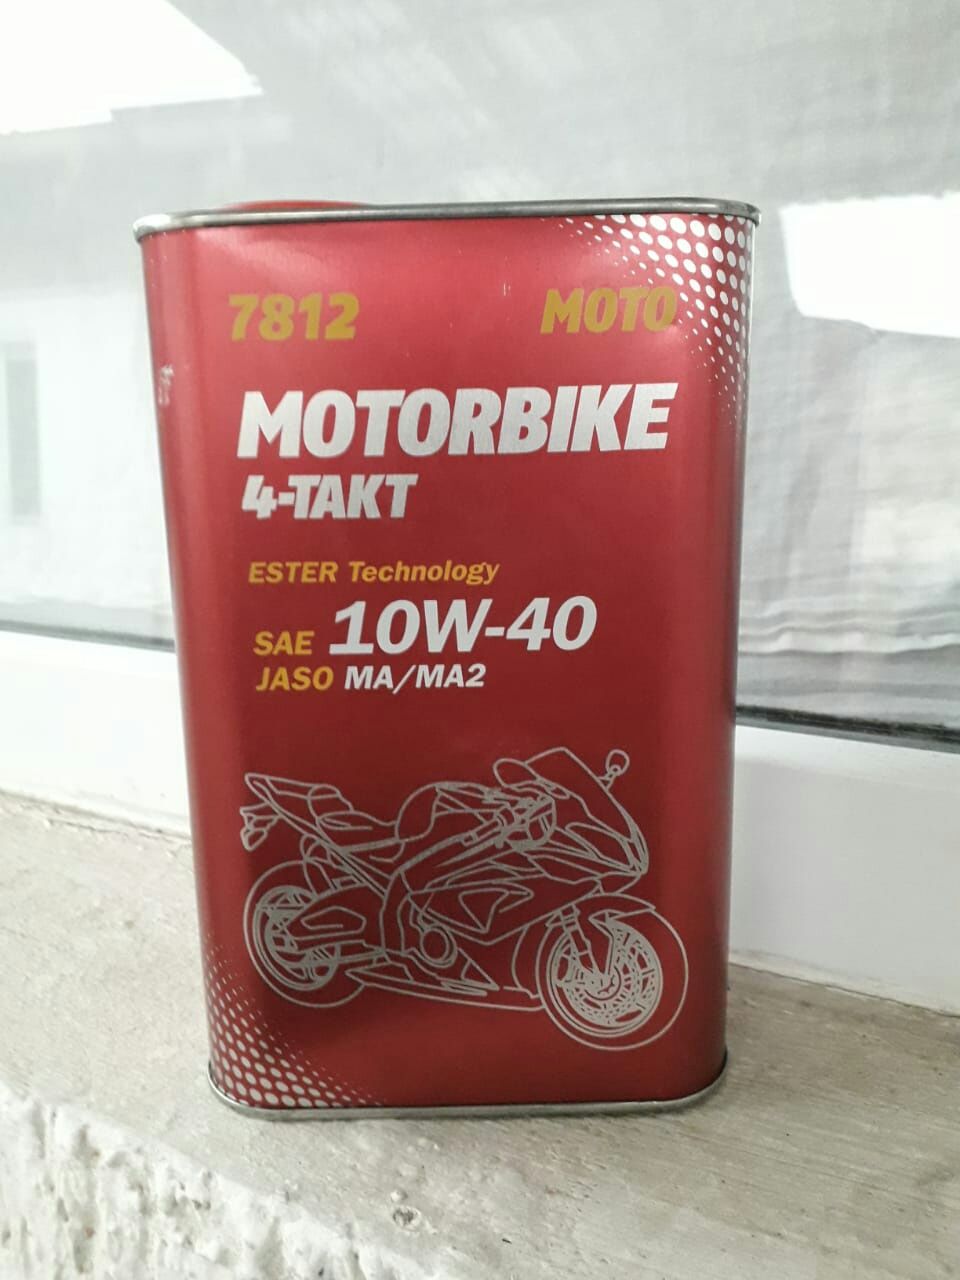 7812 MOTO
MOTORBIKE
4-TAKT
ESTER Technology
SAE 10W-40
JASO MA/MA2